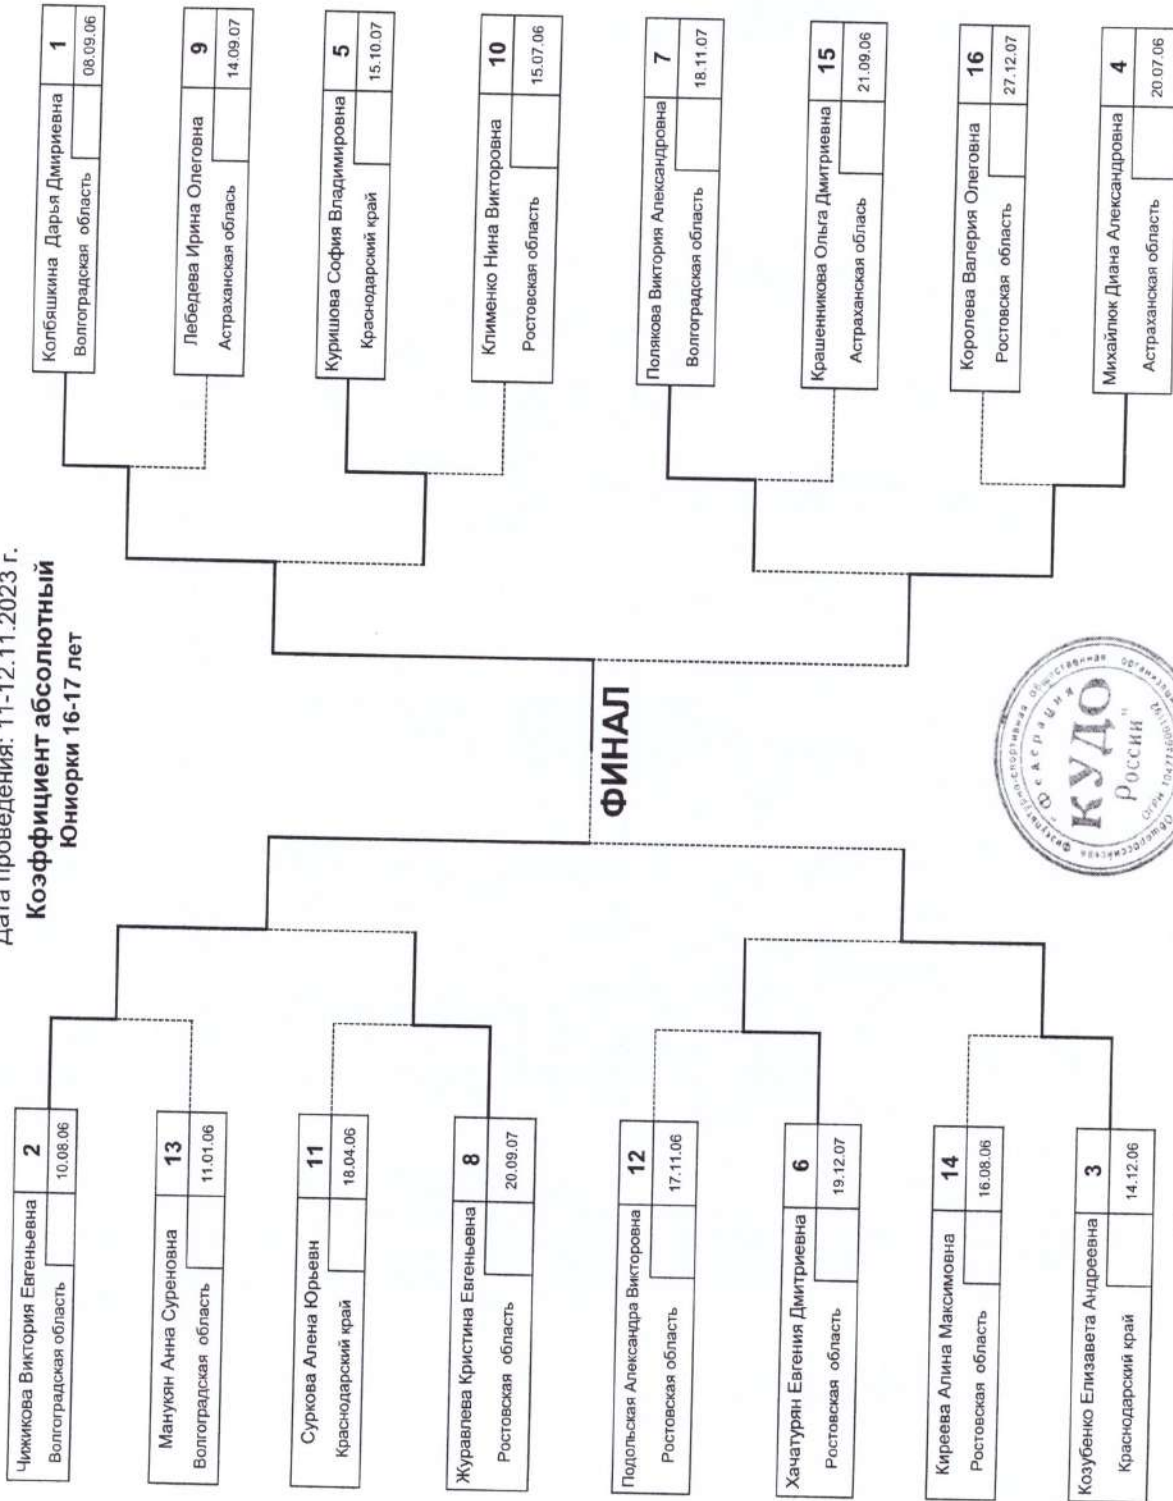 Дата проведения: 11-12.11.2023 г.
Коэффициент абсолютный
Юниорки 16-17 лет
Чижикова Виктория Евгеньевна 2
Волгоградская область 10.08.06
Манукян Анна Суреновна 13
Волгоградская область 11.01.06
Суркова Алена Юрьевн 11
Краснодарский край 18.04.06
Журавлева Кристина Евгеньевна 8
Ростовская область 20.09.07
Подольская Александра Викторовна 12
Ростовская область 17.11.06
Хачатурян Евгения Дмитриевна 6
Ростовская область 19.12.07
Киреева Алина Максимовна 14
Ростовская область 16.08.06
Козубенко Елизавета Андреевна 3
Краснодарский край 14.12.06
ФИНАЛ
Колбяшкина Дарья Дмириевна 1
Волгоградская область 08.09.06
Лебедева Ирина Олеговна 9
Астраханская облась 14.09.07
Куришова София Владимировна 5
Краснодарский край 15.10.07
Клименко Нина Викторовна 10
Ростовская область 15.07.06
Полякова Виктория Александровна 7
Волгоградская область 18.11.07
Крашенникова Ольга Дмитриевна 15
Астраханская облась 21.09.06
Королева Валерия Олеговна 16
Ростовская область 27.12.07
Михайлюк Диана Александровна 4
Астраханская область 20.07.06
"Федерация
КУДО
России"